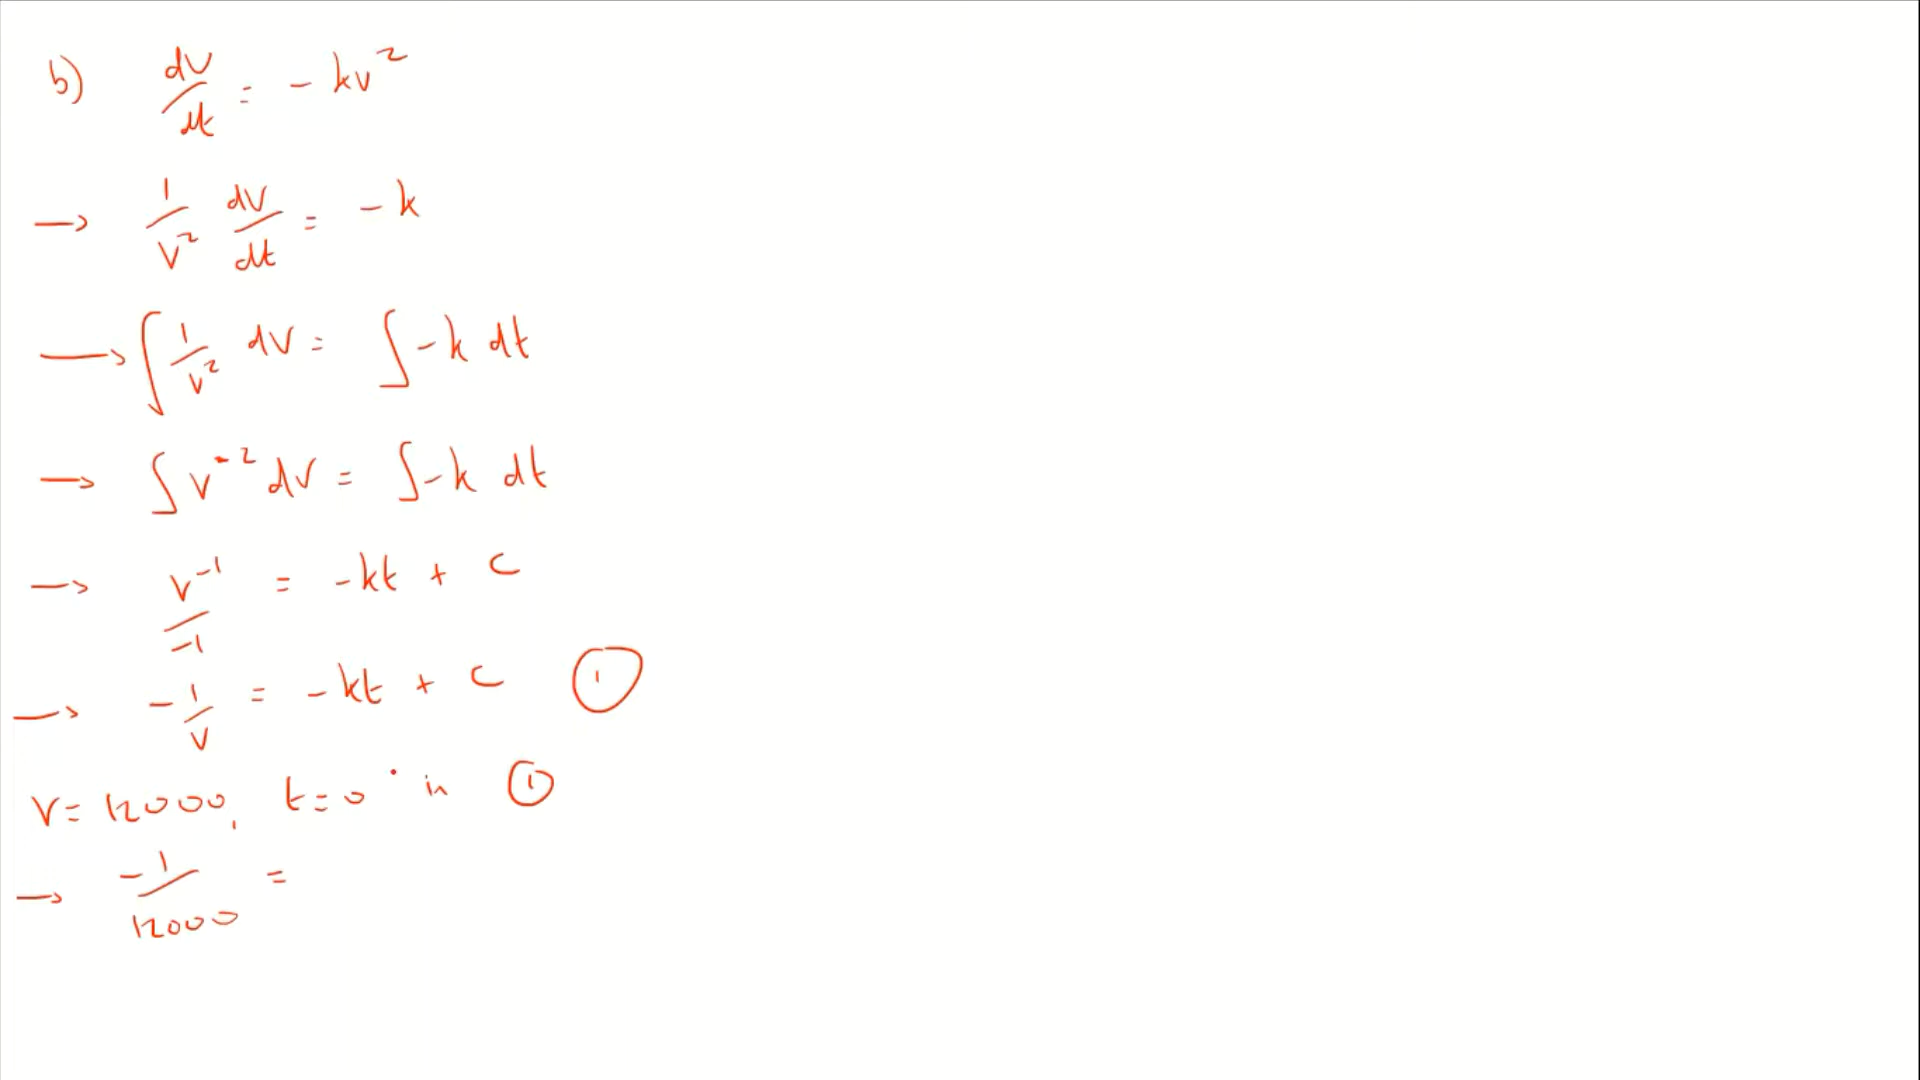 b) dV/dt = - kv²
→ 1/V² dV/dt = - k
→ ∫ 1/V² dV = ∫ -k dt
→ ∫ V⁻² dV = ∫ -k dt
→ V⁻¹/-1 = -kt + c
→ - 1/V = - kt + c ①
V = 12000, t = 0 in ①
→ -1/12000 =